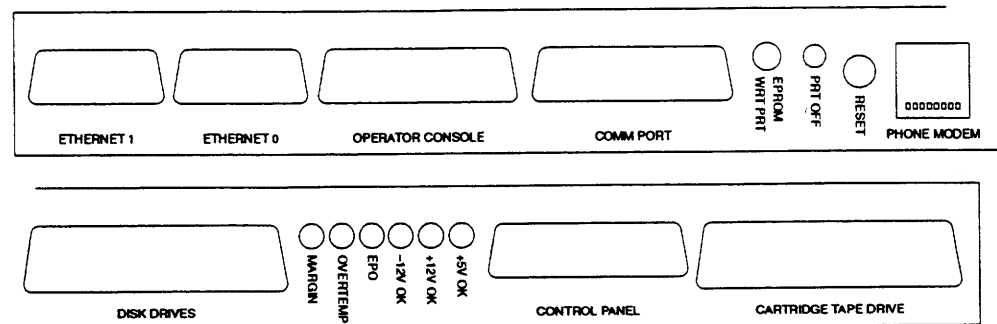 ETHERNET 1
ETHERNET 0
OPERATOR CONSOLE
COMM PORT
EPROM
WRT PRT
PRT OFF
RESET
PHONE MODEM
DISK DRIVES
MARGIN
OVERTEMP
EPO
-12V OK
+12V OK
+5V OK
CONTROL PANEL
CARTRIDGE TAPE DRIVE